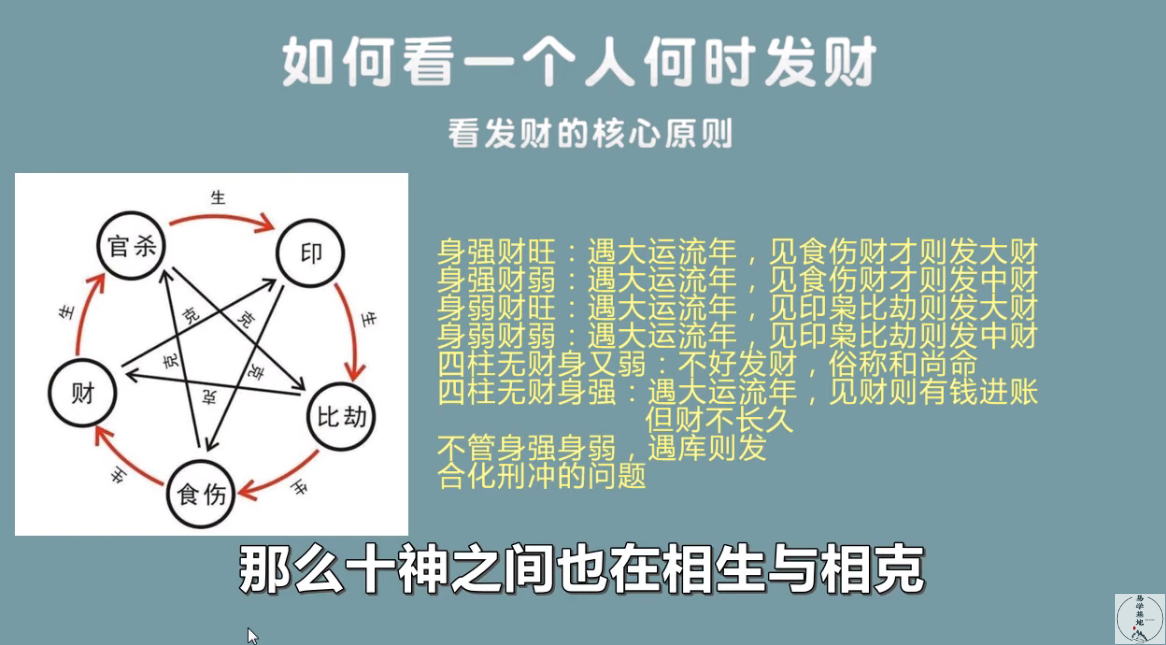 如何看一个人何时发财
看发财的核心原则
生
官杀
印
身强财旺：遇大运流年，见食伤财才则发大财
身强财弱：遇大运流年，见食伤财才则发中财
身弱财旺：遇大运流年，见印枭比劫则发大财
身弱财弱：遇大运流年，见印枭比劫则发中财
四柱无财身又弱：不好发财，俗称和尚命
四柱无财身强：遇大运流年，见财则有钱进账
但财不长久
不管身强身弱，遇库则发
合化刑冲的问题
生
克
克
生
克
克
财
克
比劫
生
食伤
生
那么十神之间也在相生与相克
易学基地